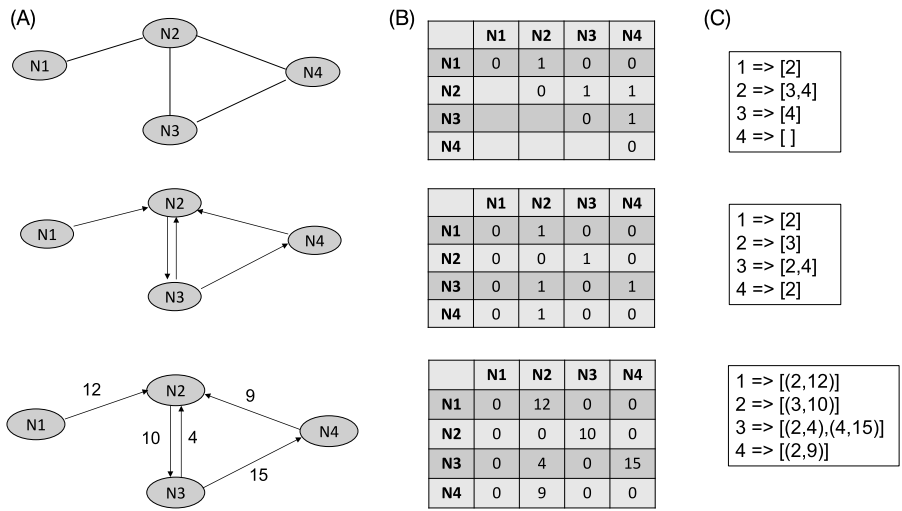 (A)
(B)
(C)
N1
N2
N3
N4
N1 N2 N3 N4
N1 0 1 0 0
N2 0 1 1
N3 0 1
N4 0
1 => [2]
2 => [3,4]
3 => [4]
4 => [ ]
N1
N2
N3
N4
N1 N2 N3 N4
N1 0 1 0 0
N2 0 0 1 0
N3 0 1 0 1
N4 0 1 0 0
1 => [2]
2 => [3]
3 => [2,4]
4 => [2]
12
N2
9
N1
10
4
N4
15
N3
N1 N2 N3 N4
N1 0 12 0 0
N2 0 0 10 0
N3 0 4 0 15
N4 0 9 0 0
1 => [(2,12)]
2 => [(3,10)]
3 => [(2,4),(4,15)]
4 => [(2,9)]